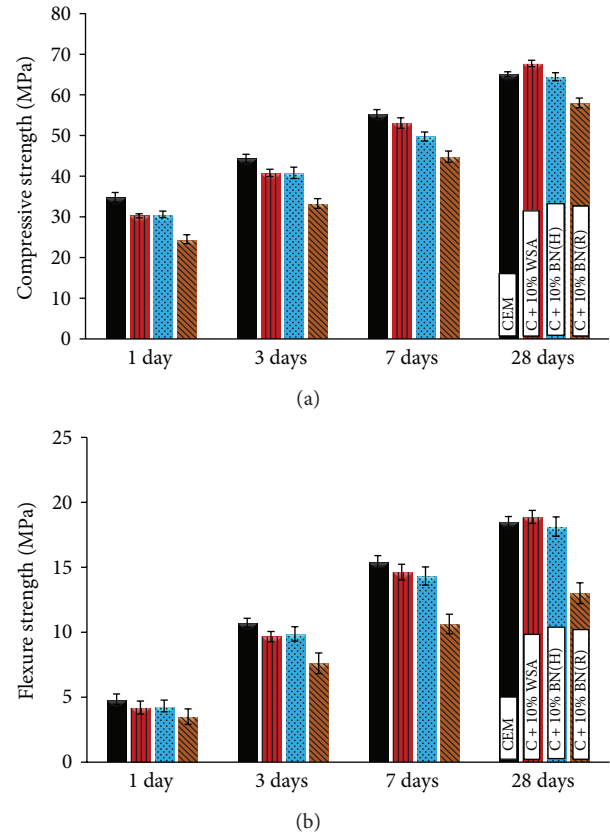 Compressive strength (MPa)
80
70
60
50
40
30
20
10
0
CEM
C + 10% WSA
C + 10% BN(H)
C + 10% BN(R)
1 day 3 days 7 days 28 days
(a)
Flexure strength (MPa)
25
20
15
10
5
0
CEM
C + 10% WSA
C + 10% BN(H)
C + 10% BN(R)
1 day 3 days 7 days 28 days
(b)